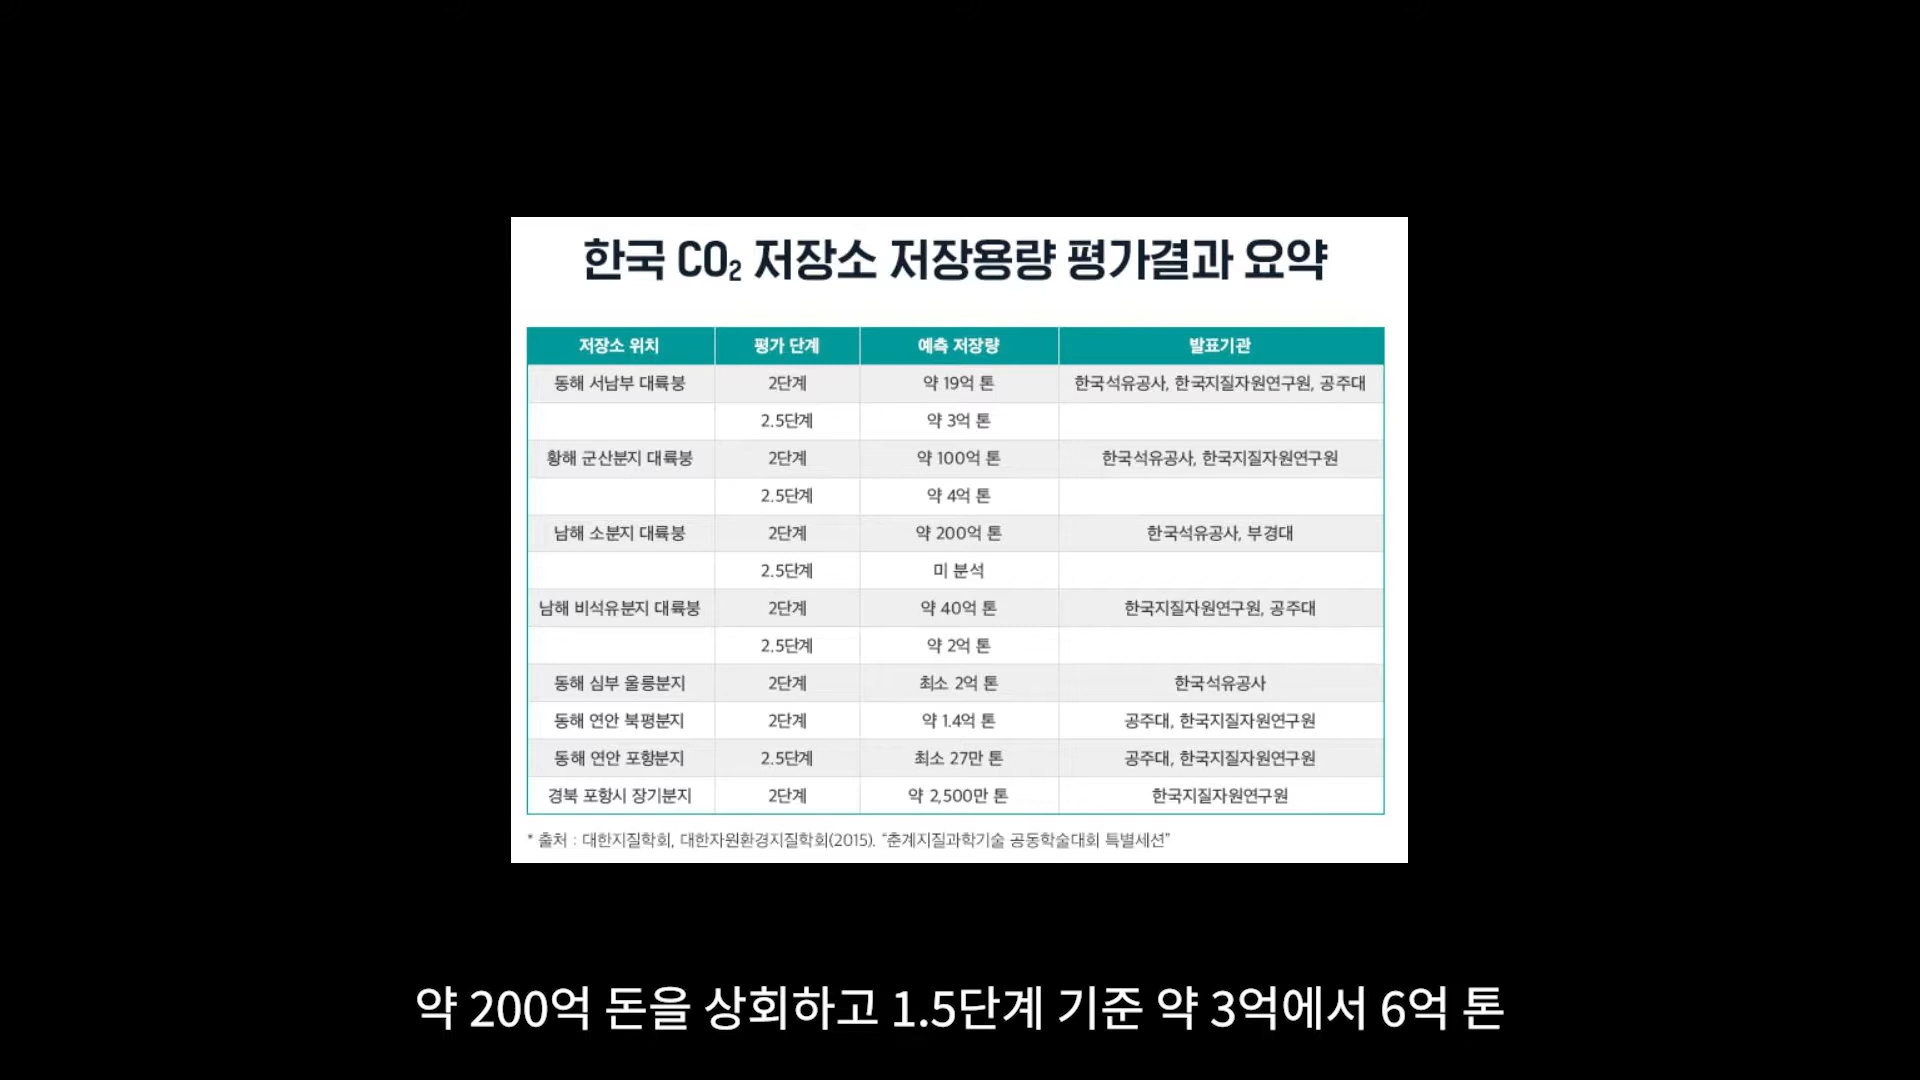 한국 CO₂ 저장소 저장용량 평가결과 요약
저장소 위치 평가 단계 예측 저장량 발표기관
동해 서남부 대륙붕 2단계 약 19억 톤 한국석유공사, 한국지질자원연구원, 공주대
2.5단계 약 3억 톤
황해 군산분지 대륙붕 2단계 약 100억 톤 한국석유공사, 한국지질자원연구원
2.5단계 약 4억 톤
남해 소분지 대륙붕 2단계 약 200억 톤 한국석유공사, 부경대
2.5단계 미 분석
남해 비석유분지 대륙붕 2단계 약 40억 톤 한국지질자원연구원, 공주대
2.5단계 약 2억 톤
동해 심부 울릉분지 2단계 최소 2억 톤 한국석유공사
동해 연안 북평분지 2단계 약 1.4억 톤 공주대, 한국지질자원연구원
동해 연안 포항분지 2.5단계 최소 27만 톤 공주대, 한국지질자원연구원
경북 포항시 장기분지 2단계 약 2,500만 톤 한국지질자원연구원
* 출처 : 대한지질학회, 대한자원환경지질학회(2015). “춘계지질과학기술 공동학술대회 특별세션”
약 200억 돈을 상회하고 1.5단계 기준 약 3억에서 6억 톤